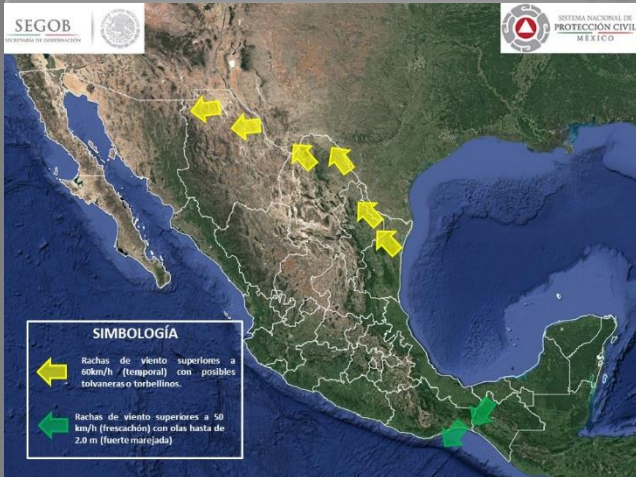 SEGOB
SECRETARÍA DE GOBERNACIÓN
SISTEMA NACIONAL DE
PROTECCIÓN CIVIL
MÉXICO
SIMBOLOGÍA
Rachas de viento superiores a
60km/h (temporal) con posibles
tolvaneras o torbellinos.
Rachas de viento superiores a 50
km/h (frescachón) con olas hasta de
2.0 m (fuerte marejada)